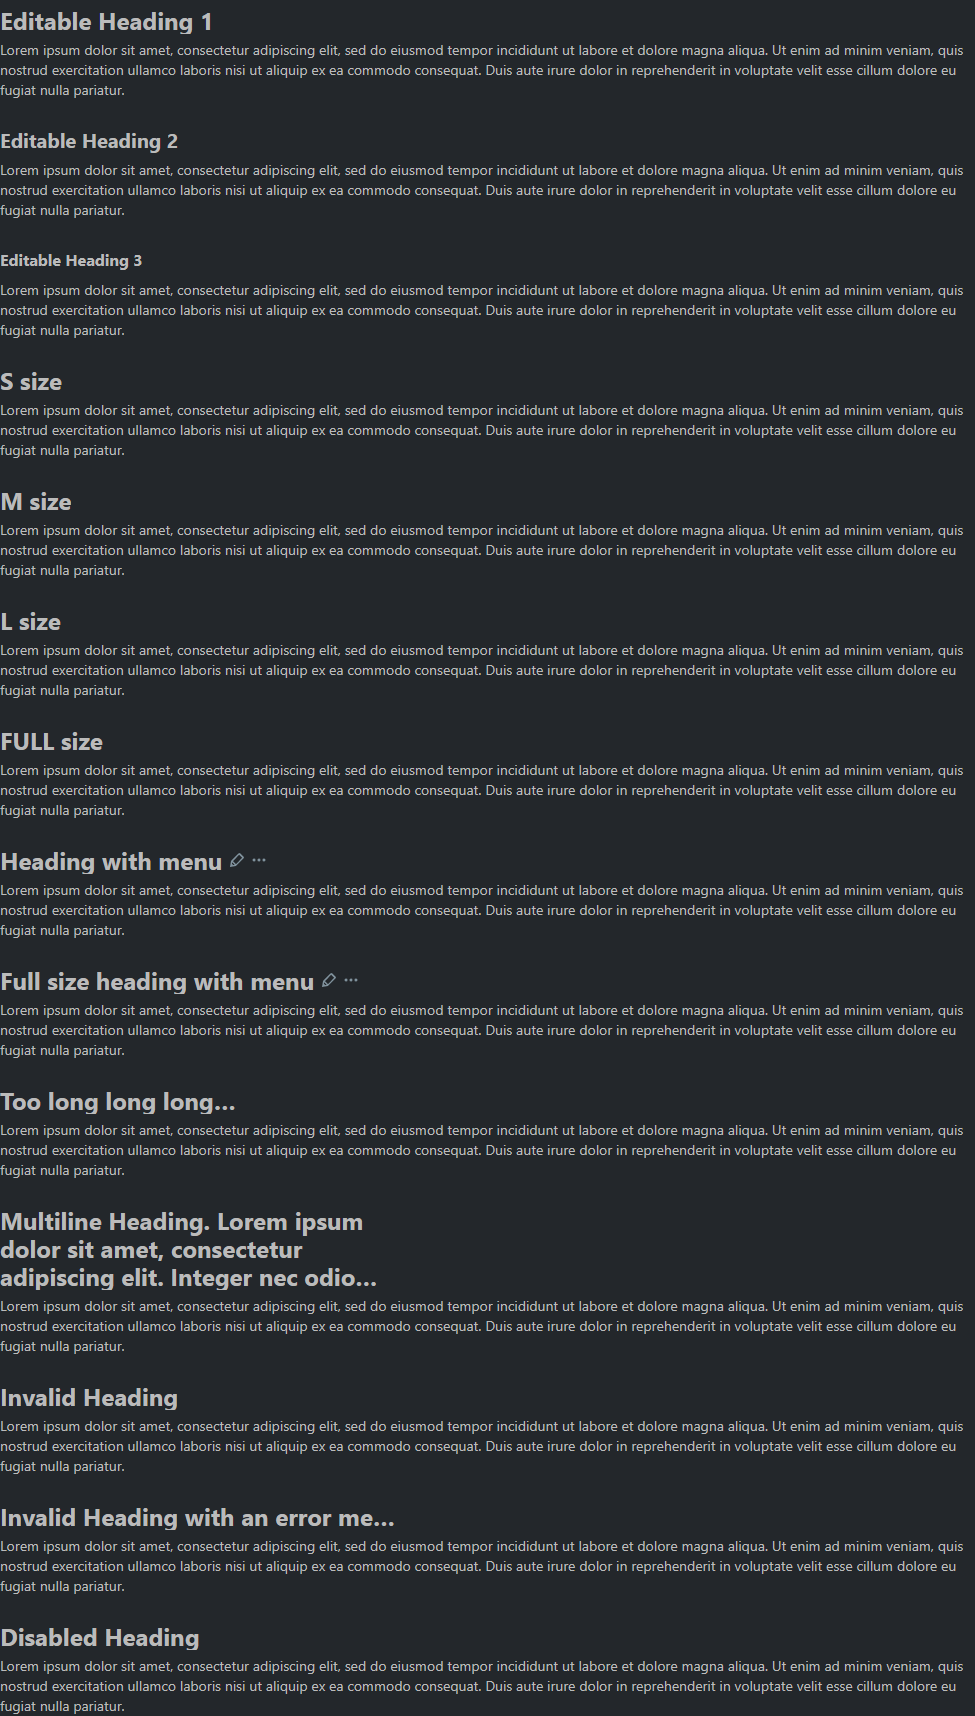 Editable Heading 1
Lorem ipsum dolor sit amet, consectetur adipiscing elit, sed do eiusmod tempor incididunt ut labore et dolore magna aliqua. Ut enim ad minim veniam, quis
nostrud exercitation ullamco laboris nisi ut aliquip ex ea commodo consequat. Duis aute irure dolor in reprehenderit in voluptate velit esse cillum dolore eu
fugiat nulla pariatur.
Editable Heading 2
Lorem ipsum dolor sit amet, consectetur adipiscing elit, sed do eiusmod tempor incididunt ut labore et dolore magna aliqua. Ut enim ad minim veniam, quis
nostrud exercitation ullamco laboris nisi ut aliquip ex ea commodo consequat. Duis aute irure dolor in reprehenderit in voluptate velit esse cillum dolore eu
fugiat nulla pariatur.
Editable Heading 3
Lorem ipsum dolor sit amet, consectetur adipiscing elit, sed do eiusmod tempor incididunt ut labore et dolore magna aliqua. Ut enim ad minim veniam, quis
nostrud exercitation ullamco laboris nisi ut aliquip ex ea commodo consequat. Duis aute irure dolor in reprehenderit in voluptate velit esse cillum dolore eu
fugiat nulla pariatur.
S size
Lorem ipsum dolor sit amet, consectetur adipiscing elit, sed do eiusmod tempor incididunt ut labore et dolore magna aliqua. Ut enim ad minim veniam, quis
nostrud exercitation ullamco laboris nisi ut aliquip ex ea commodo consequat. Duis aute irure dolor in reprehenderit in voluptate velit esse cillum dolore eu
fugiat nulla pariatur.
M size
Lorem ipsum dolor sit amet, consectetur adipiscing elit, sed do eiusmod tempor incididunt ut labore et dolore magna aliqua. Ut enim ad minim veniam, quis
nostrud exercitation ullamco laboris nisi ut aliquip ex ea commodo consequat. Duis aute irure dolor in reprehenderit in voluptate velit esse cillum dolore eu
fugiat nulla pariatur.
L size
Lorem ipsum dolor sit amet, consectetur adipiscing elit, sed do eiusmod tempor incididunt ut labore et dolore magna aliqua. Ut enim ad minim veniam, quis
nostrud exercitation ullamco laboris nisi ut aliquip ex ea commodo consequat. Duis aute irure dolor in reprehenderit in voluptate velit esse cillum dolore eu
fugiat nulla pariatur.
FULL size
Lorem ipsum dolor sit amet, consectetur adipiscing elit, sed do eiusmod tempor incididunt ut labore et dolore magna aliqua. Ut enim ad minim veniam, quis
nostrud exercitation ullamco laboris nisi ut aliquip ex ea commodo consequat. Duis aute irure dolor in reprehenderit in voluptate velit esse cillum dolore eu
fugiat nulla pariatur.
Heading with menu
Lorem ipsum dolor sit amet, consectetur adipiscing elit, sed do eiusmod tempor incididunt ut labore et dolore magna aliqua. Ut enim ad minim veniam, quis
nostrud exercitation ullamco laboris nisi ut aliquip ex ea commodo consequat. Duis aute irure dolor in reprehenderit in voluptate velit esse cillum dolore eu
fugiat nulla pariatur.
Full size heading with menu
Lorem ipsum dolor sit amet, consectetur adipiscing elit, sed do eiusmod tempor incididunt ut labore et dolore magna aliqua. Ut enim ad minim veniam, quis
nostrud exercitation ullamco laboris nisi ut aliquip ex ea commodo consequat. Duis aute irure dolor in reprehenderit in voluptate velit esse cillum dolore eu
fugiat nulla pariatur.
Too long long long...
Lorem ipsum dolor sit amet, consectetur adipiscing elit, sed do eiusmod tempor incididunt ut labore et dolore magna aliqua. Ut enim ad minim veniam, quis
nostrud exercitation ullamco laboris nisi ut aliquip ex ea commodo consequat. Duis aute irure dolor in reprehenderit in voluptate velit esse cillum dolore eu
fugiat nulla pariatur.
Multiline Heading. Lorem ipsum
dolor sit amet, consectetur
adipiscing elit. Integer nec odio...
Lorem ipsum dolor sit amet, consectetur adipiscing elit, sed do eiusmod tempor incididunt ut labore et dolore magna aliqua. Ut enim ad minim veniam, quis
nostrud exercitation ullamco laboris nisi ut aliquip ex ea commodo consequat. Duis aute irure dolor in reprehenderit in voluptate velit esse cillum dolore eu
fugiat nulla pariatur.
Invalid Heading
Lorem ipsum dolor sit amet, consectetur adipiscing elit, sed do eiusmod tempor incididunt ut labore et dolore magna aliqua. Ut enim ad minim veniam, quis
nostrud exercitation ullamco laboris nisi ut aliquip ex ea commodo consequat. Duis aute irure dolor in reprehenderit in voluptate velit esse cillum dolore eu
fugiat nulla pariatur.
Invalid Heading with an error me...
Lorem ipsum dolor sit amet, consectetur adipiscing elit, sed do eiusmod tempor incididunt ut labore et dolore magna aliqua. Ut enim ad minim veniam, quis
nostrud exercitation ullamco laboris nisi ut aliquip ex ea commodo consequat. Duis aute irure dolor in reprehenderit in voluptate velit esse cillum dolore eu
fugiat nulla pariatur.
Disabled Heading
Lorem ipsum dolor sit amet, consectetur adipiscing elit, sed do eiusmod tempor incididunt ut labore et dolore magna aliqua. Ut enim ad minim veniam, quis
nostrud exercitation ullamco laboris nisi ut aliquip ex ea commodo consequat. Duis aute irure dolor in reprehenderit in voluptate velit esse cillum dolore eu
fugiat nulla pariatur.